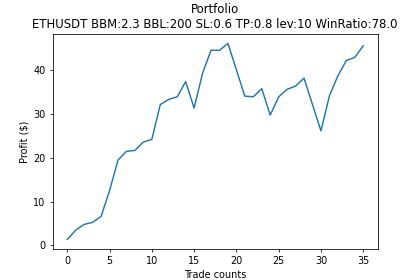 Portfolio
ETHUSDT BBM:2.3 BBL:200 SL:0.6 TP:0.8 lev:10 WinRatio:78.0
40
30
20
10
0
Profit ($)
0 5 10 15 20 25 30 35
Trade counts